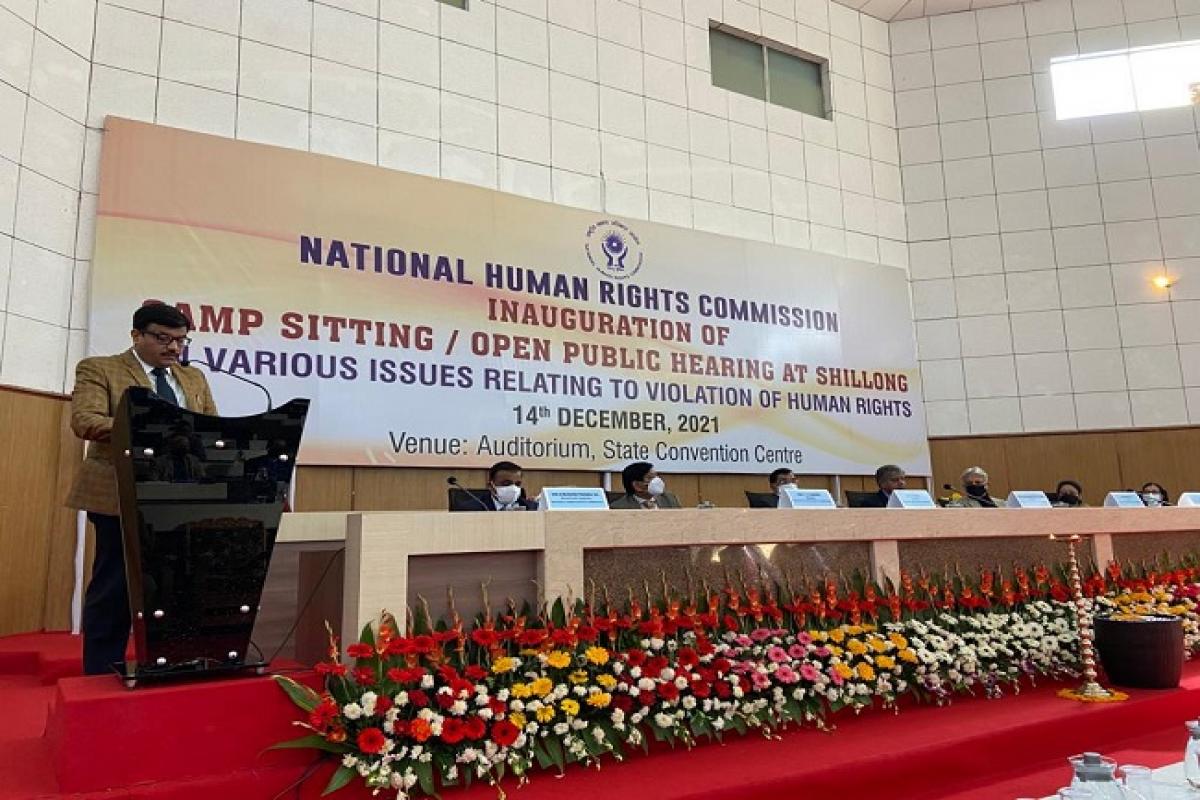 NATIONAL HUMAN RIGHTS COMMISSION
INAUGURATION OF
CAMP SITTING / OPEN PUBLIC HEARING AT SHILLONG
VARIOUS ISSUES RELATING TO VIOLATION OF HUMAN RIGHTS
14th DECEMBER, 2021
Venue: Auditorium, State Convention Centre